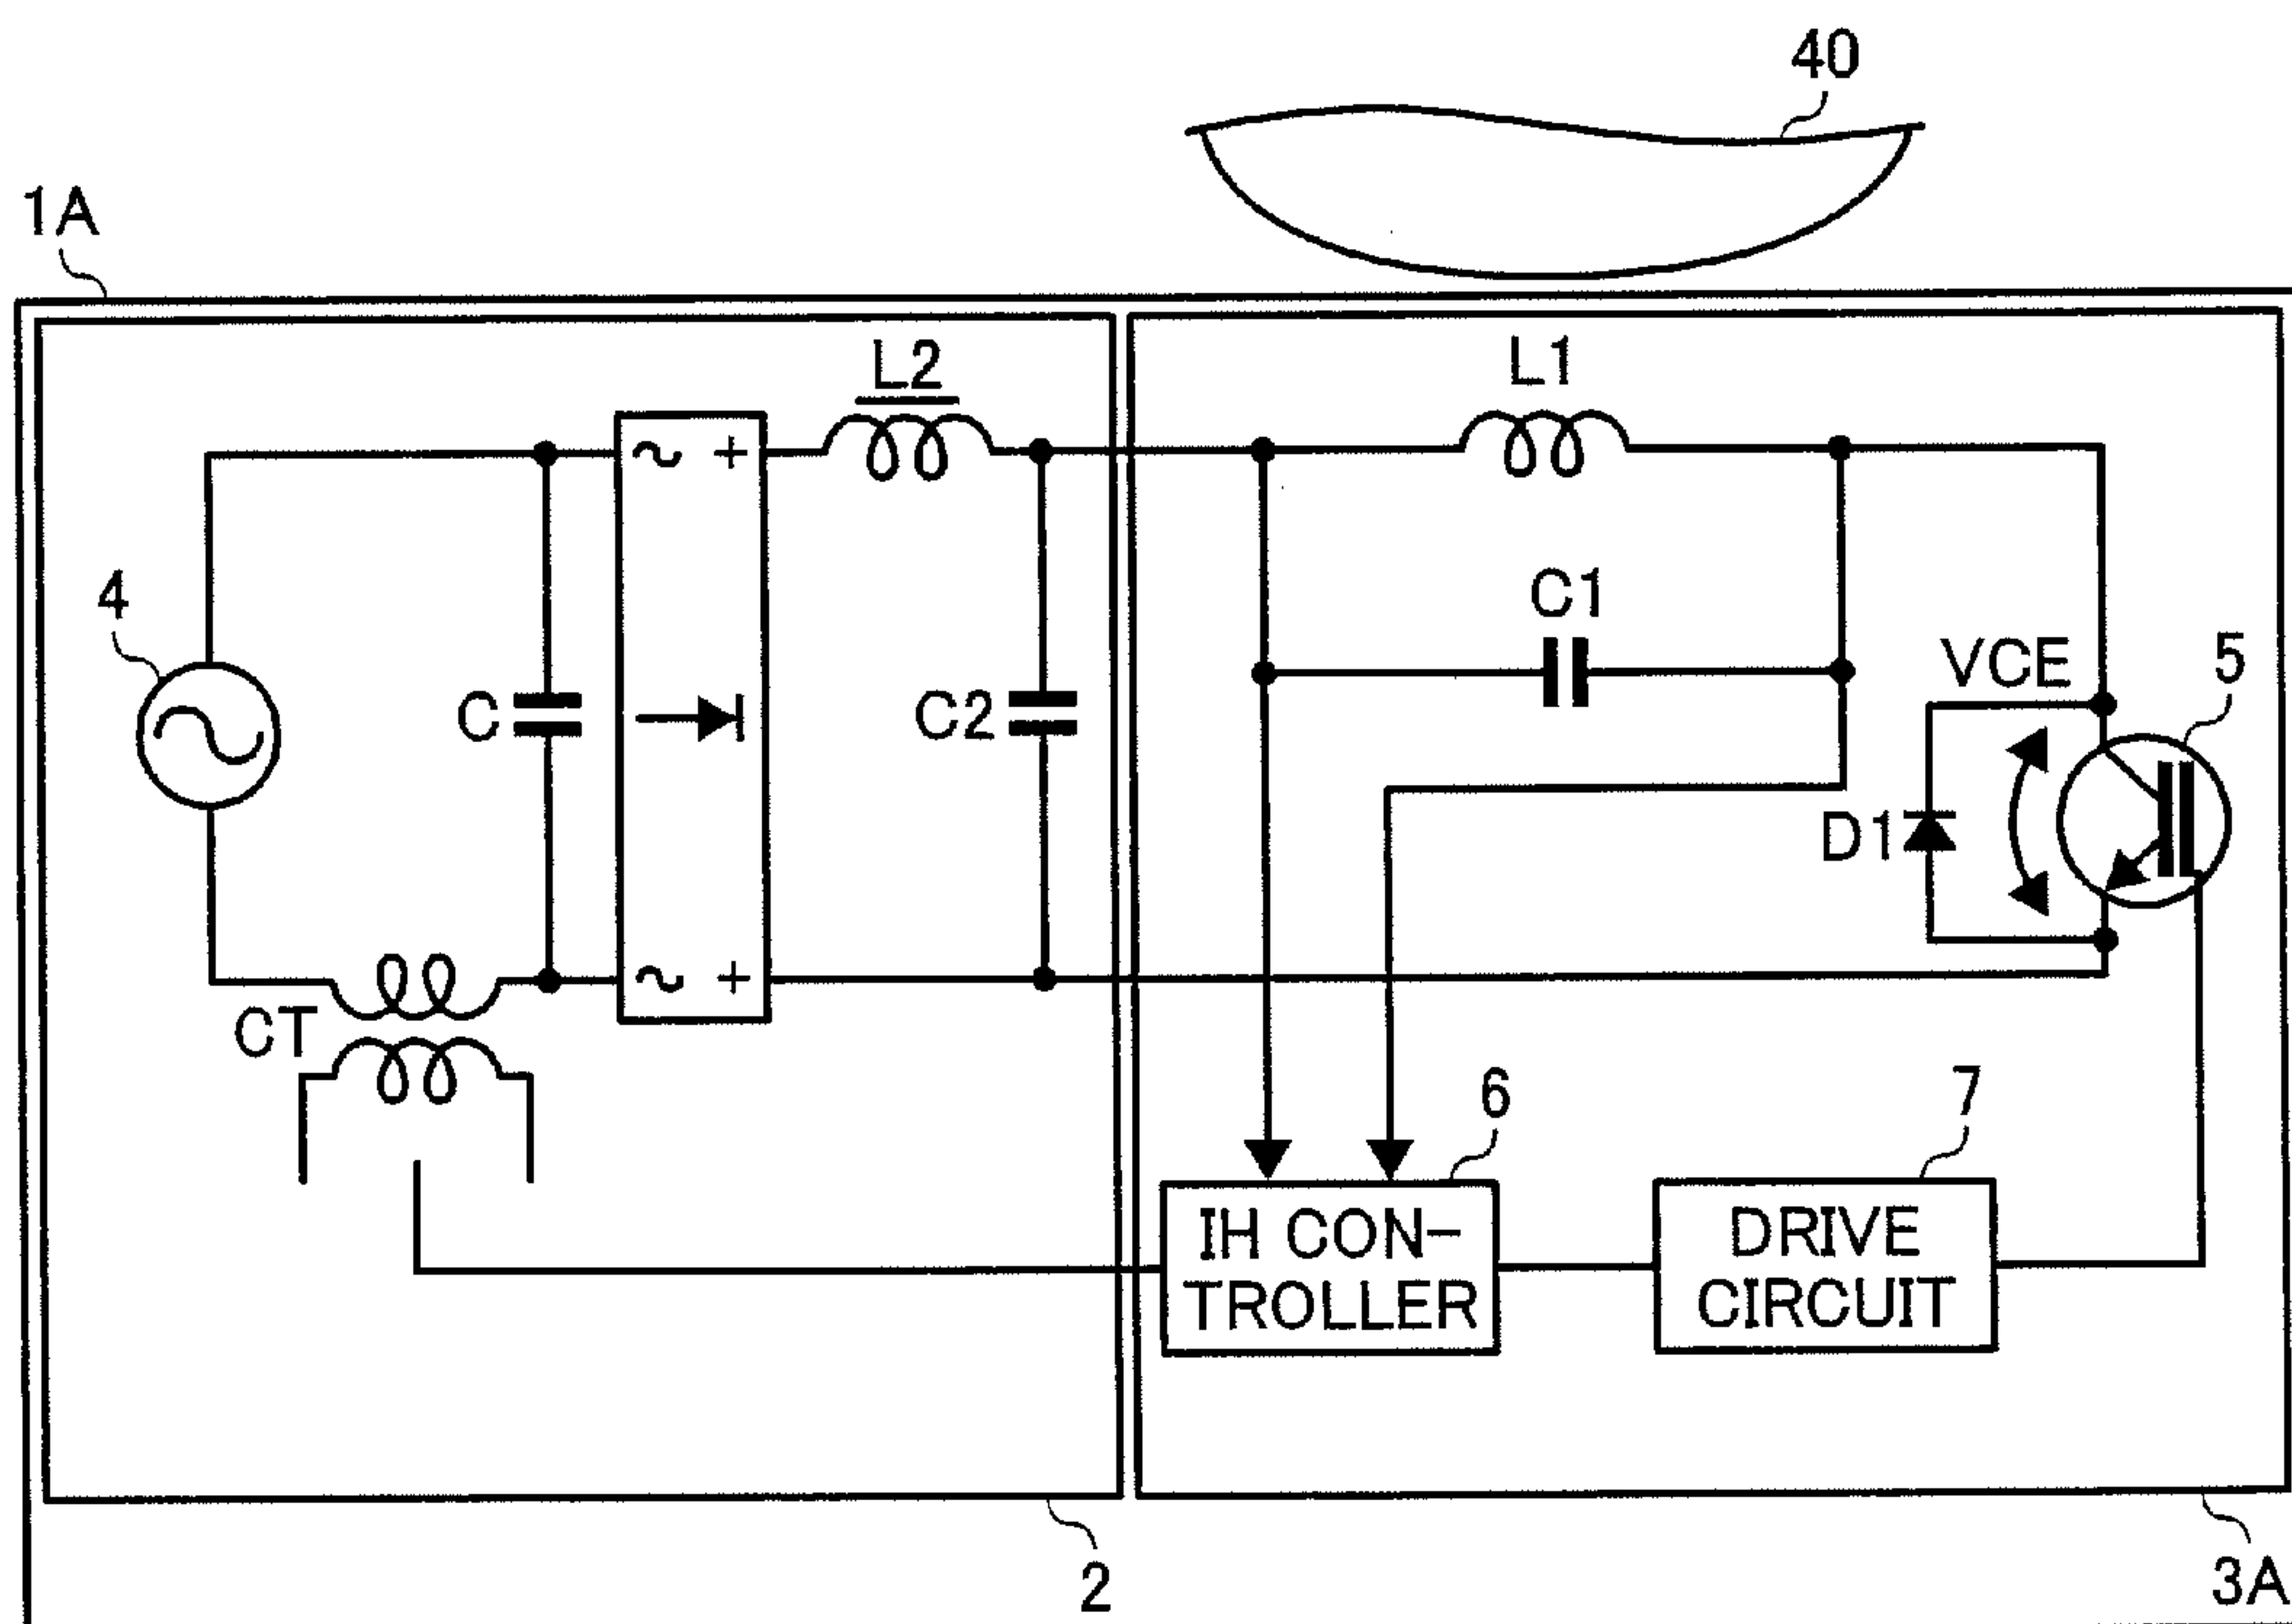 40
1A
L2
L1
~ +
4
C
C2
C1
VCE
5
D1
~ +
CT
6
7
IH CON-
TROLLER
DRIVE
CIRCUIT
2
3A